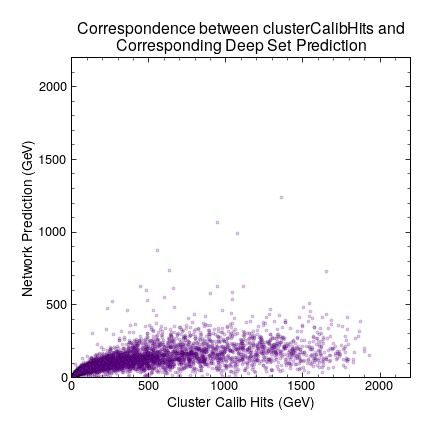 Correspondence between clusterCalibHits and
Corresponding Deep Set Prediction
2000
1500
1000
500
0
Network Prediction (GeV)
0 500 1000 1500 2000
Cluster Calib Hits (GeV)